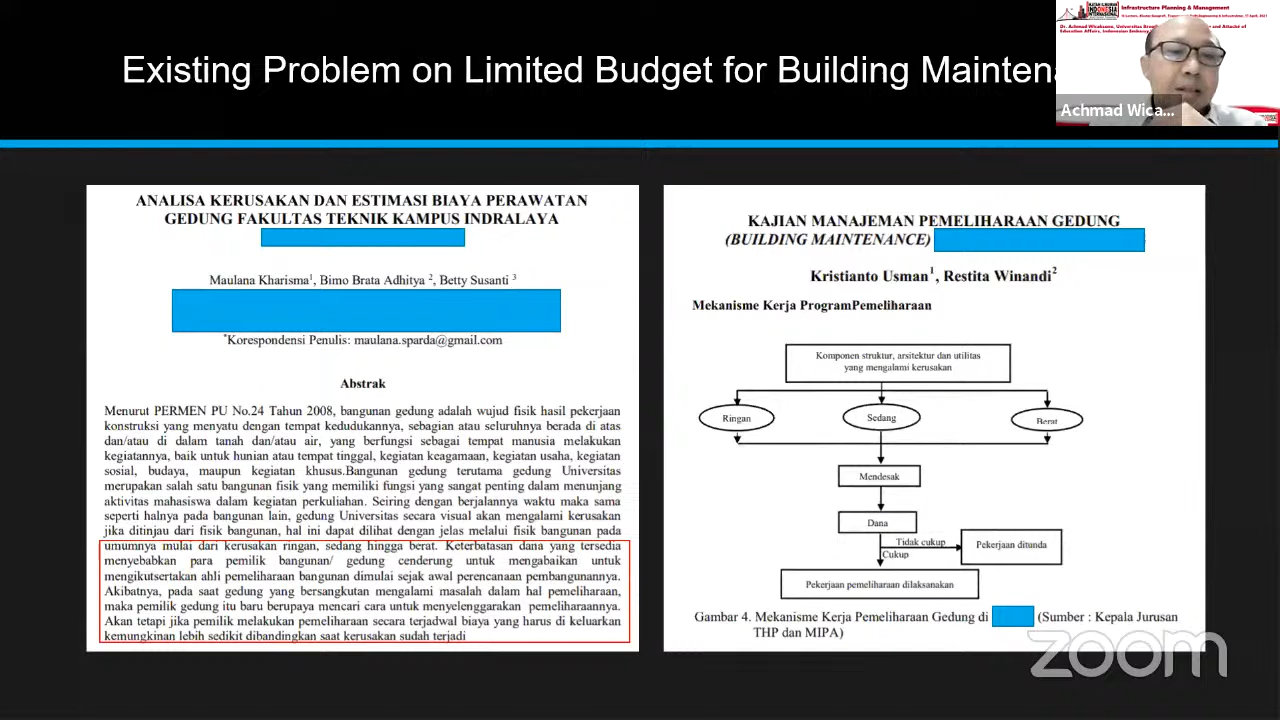 Existing Problem on Limited Budget for Building Maintena
Infrastructure Planning & Management
Achmad Wica...
ANALISA KERUSAKAN DAN ESTIMASI BIAYA PERAWATAN
GEDUNG FAKULTAS TEKNIK KAMPUS INDRALAYA
Maulana Kharisma1, Bimo Brata Adhitya 2, Betty Susanti 3
*Korespondensi Penulis: maulana.sparda@gmail.com
Abstrak
Menurut PERMEN PU No.24 Tahun 2008, bangunan gedung adalah wujud fisik hasil pekerjaan
konstruksi yang menyatu dengan tempat kedudukannya, sebagian atau seluruhnya berada di atas
dan/atau di dalam tanah dan/atau air, yang berfungsi sebagai tempat manusia melakukan
kegiatannya, baik untuk hunian atau tempat tinggal, kegiatan keagamaan, kegiatan usaha, kegiatan
sosial, budaya, maupun kegiatan khusus.Bangunan gedung terutama gedung Universitas
merupakan salah satu bangunan fisik yang memiliki fungsi yang sangat penting dalam menunjang
aktivitas mahasiswa dalam kegiatan perkuliahan. Seiring dengan berjalannya waktu maka sama
seperti halnya pada bangunan lain, gedung Universitas secara visual akan mengalami kerusakan
jika ditinjau dari fisik bangunan, hal ini dapat dilihat dengan jelas melalui fisik bangunan pada
umumnya mulai dari kerusakan ringan, sedang hingga berat. Keterbatasan dana yang tersedia
menyebabkan para pemilik bangunan/ gedung cenderung untuk mengabaikan untuk
mengikutsertakan ahli pemeliharaan bangunan dimulai sejak awal perencanaan pembangunannya.
Akibatnya, pada saat gedung yang bersangkutan mengalami masalah dalam hal pemeliharaan,
maka pemilik gedung itu baru berupaya mencari cara untuk menyelenggarakan pemeliharaannya.
Akan tetapi jika pemilik melakukan pemeliharaan secara terjadwal biaya yang harus di keluarkan
kemungkinan lebih sedikit dibandingkan saat kerusakan sudah terjadi
KAJIAN MANAJEMAN PEMELIHARAAN GEDUNG
(BUILDING MAINTENANCE)
Kristianto Usman1, Restita Winandi2
Mekanisme Kerja ProgramPemeliharaan
Komponen struktur, arsitektur dan utilitas
yang mengalami kerusakan
Ringan
Sedang
Berat
Mendesak
Dana
Tidak cukup
Cukup
Pekerjaan ditunda
Pekerjaan pemeliharaan dilaksanakan
Gambar 4. Mekanisme Kerja Pemeliharaan Gedung di (Sumber : Kepala Jurusan
THP dan MIPA)
zoom